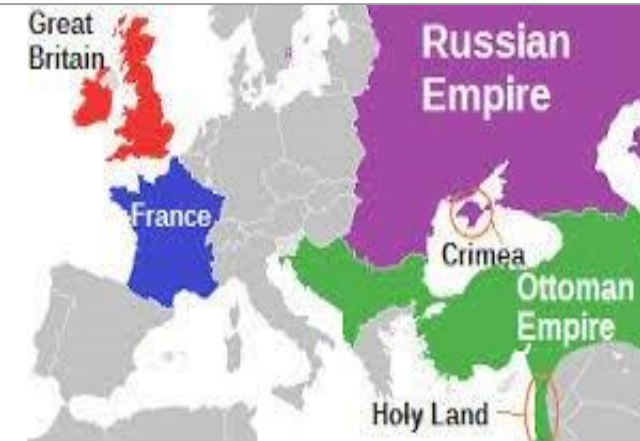 Great
Britain
Russian
Empire
France
Crimea
Ottoman
Empire
Holy Land